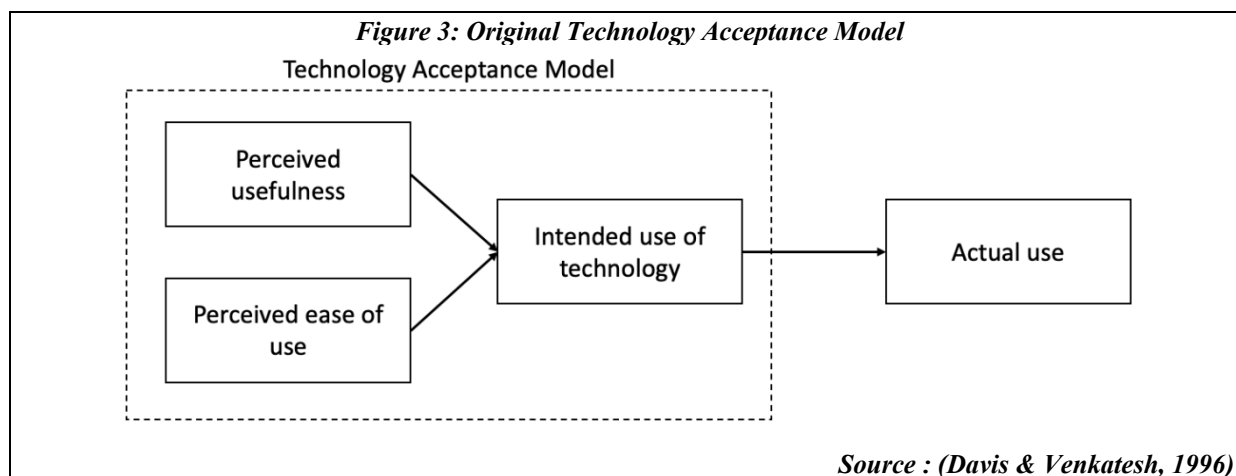 Figure 3: Original Technology Acceptance Model
Technology Acceptance Model
Perceived
usefulness
Perceived ease of
use
Intended use of
technology
Actual use
Source : (Davis & Venkatesh, 1996)